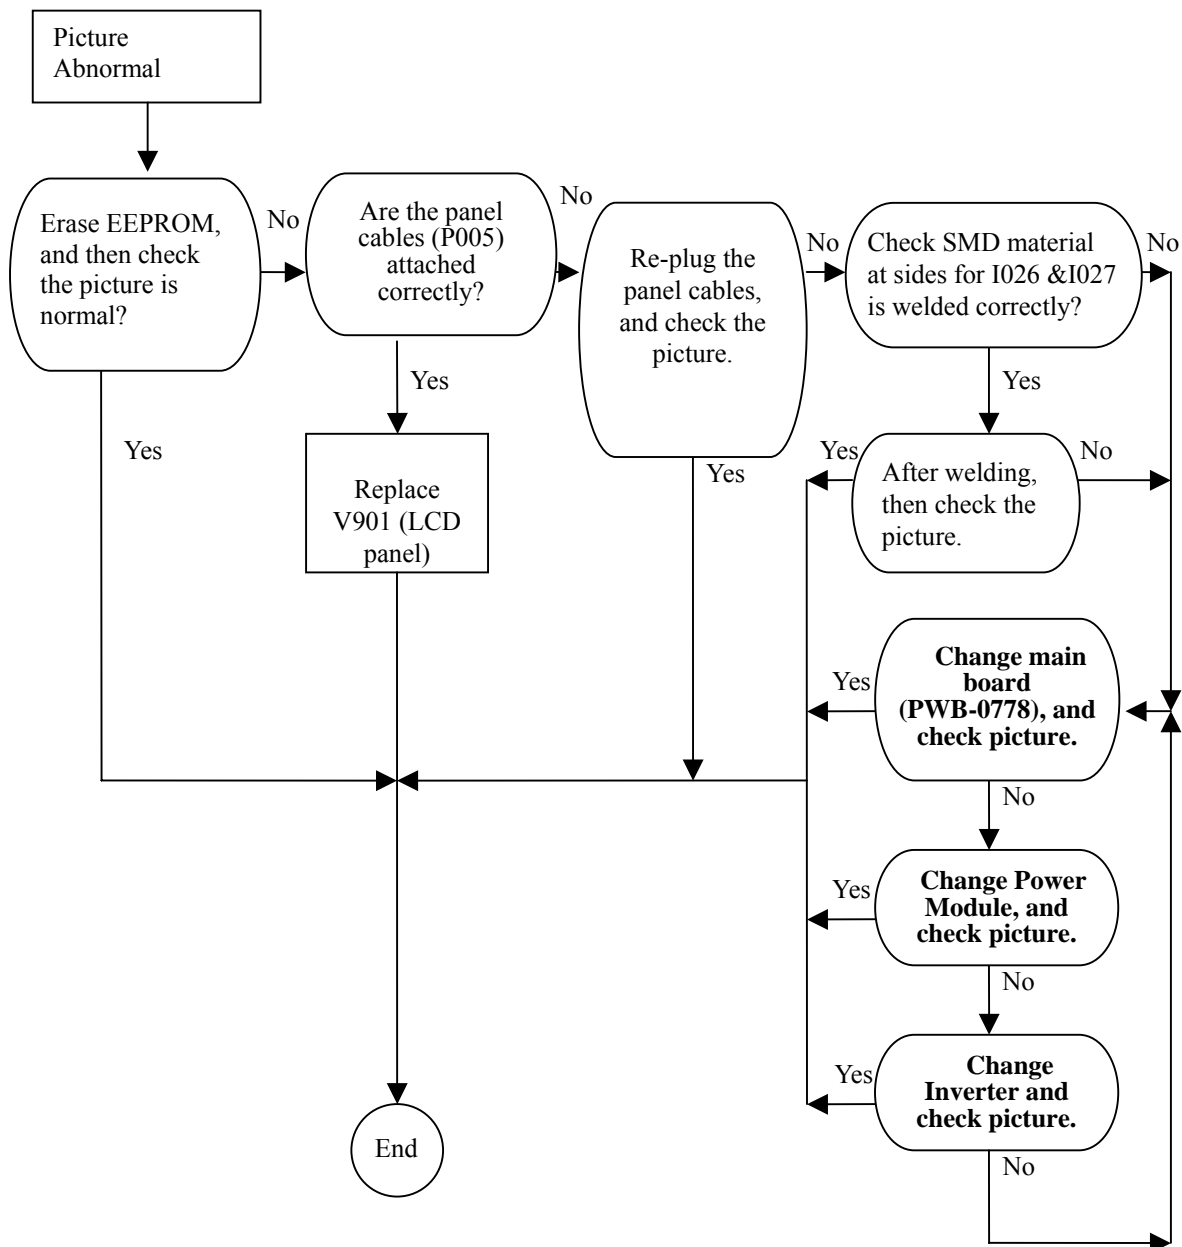 Picture
Abnormal
Erase EEPROM,
and then check
the picture is
normal?
No
Yes
Are the panel
cables (P005)
attached
correctly?
No
Yes
Replace
V901 (LCD
panel)
Re-plug the
panel cables,
and check the
picture.
No
Yes
Check SMD material
at sides for I026 &I027
is welded correctly?
No
Yes
After welding,
then check the
picture.
Yes
No
Change main
board
(PWB-0778), and
check picture.
Yes
No
Change Power
Module, and
check picture.
Yes
No
Change
Inverter and
check picture.
Yes
No
End